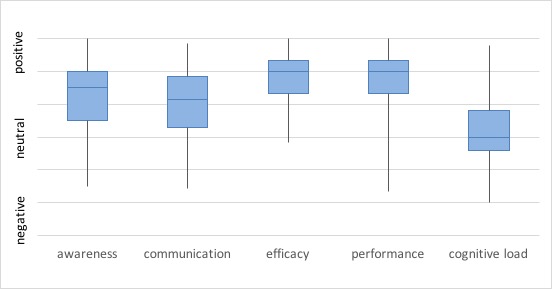 positive
neutral
negative
awareness communication efficacy performance cognitive load